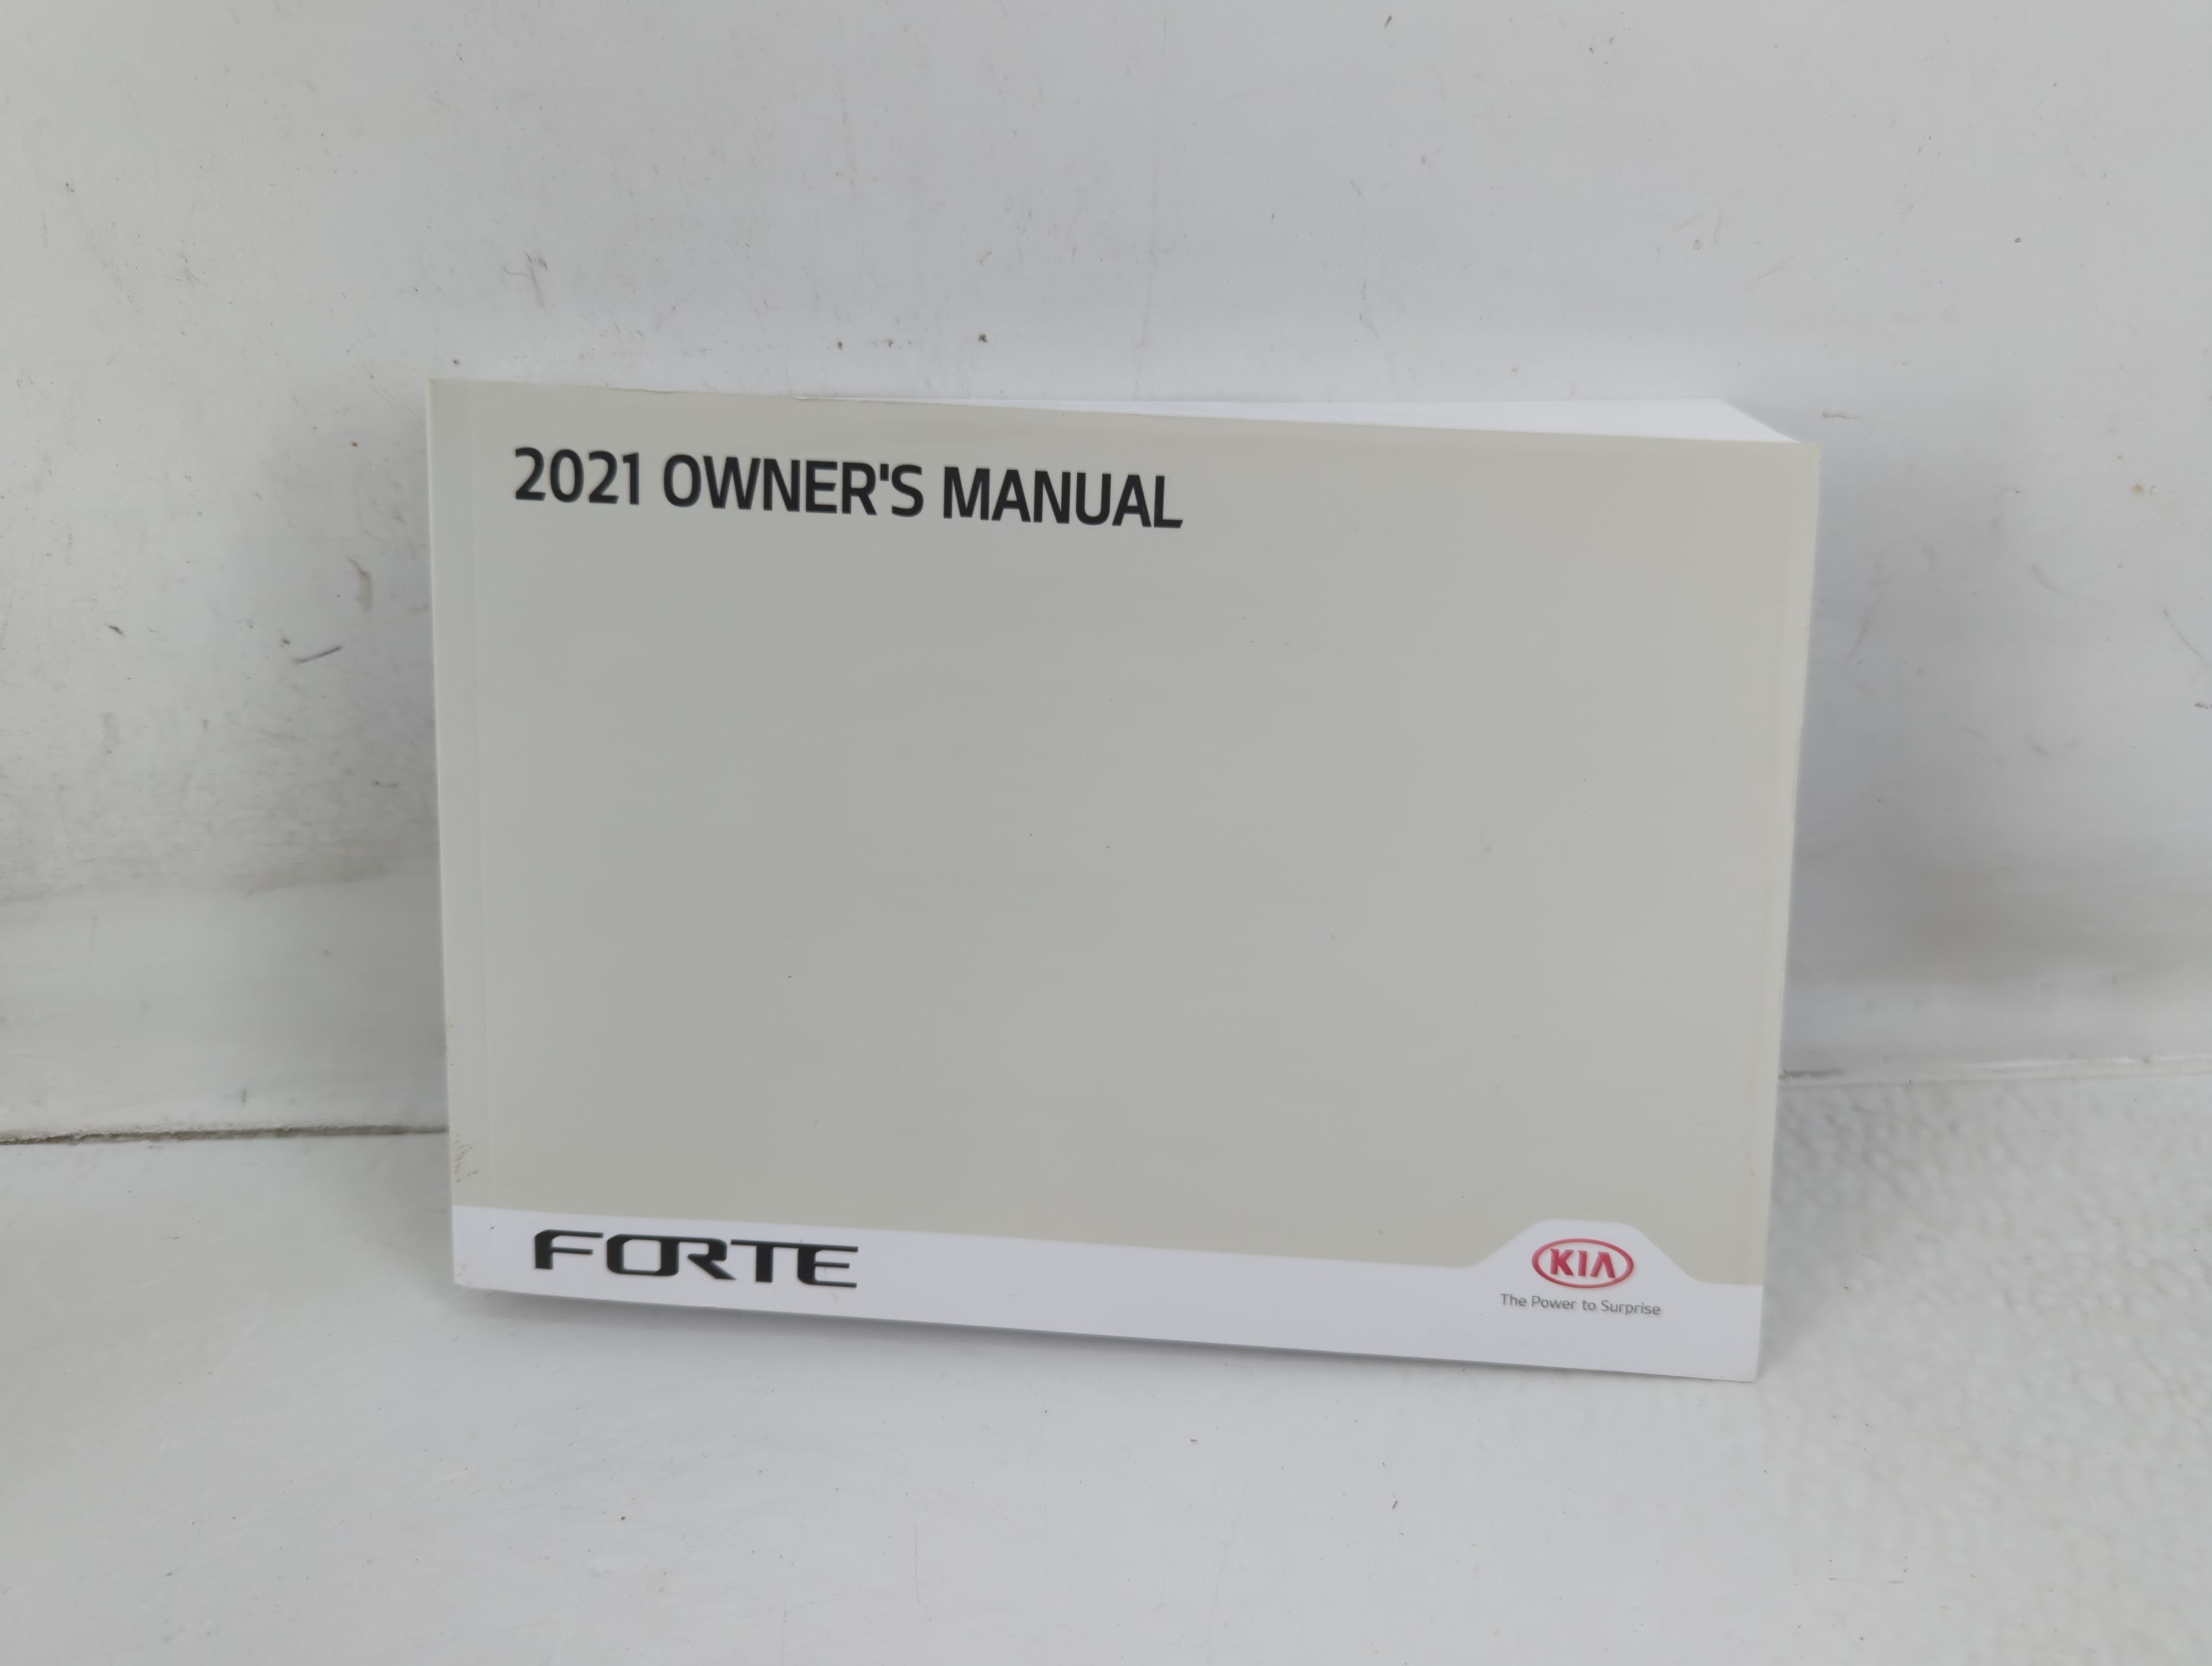 2021 OWNER'S MANUAL
FORTE
KIA
The Power to Surprise